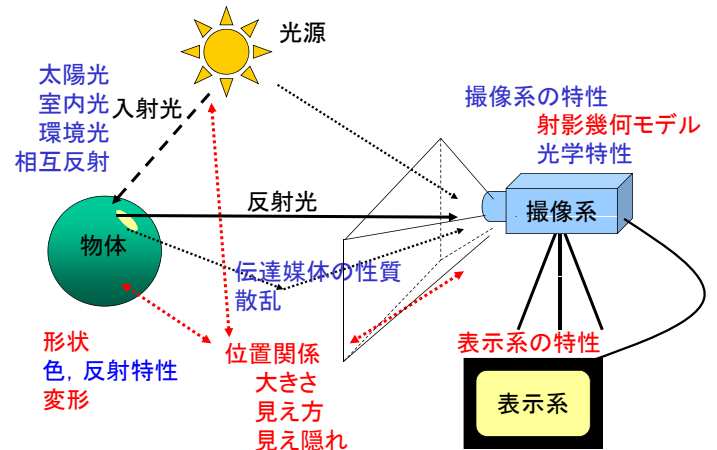 光源
太陽光
室内光
環境光
相互反射
入射光
撮像系の特性
射影幾何モデル
光学特性
反射光
撮像系
物体
伝達媒体の性質
散乱
形状
色, 反射特性
変形
位置関係
大きさ
見え方
見え隠れ
表示系の特性
表示系